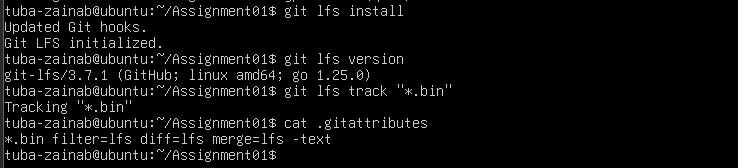 tuba-zainab@ubuntu:~/Assignment01$ git lfs install
Updated Git hooks.
Git LFS initialized.
tuba-zainab@ubuntu:~/Assignment01$ git lfs version
git-lfs/3.7.1 (GitHub; linux amd64; go 1.25.0)
tuba-zainab@ubuntu:~/Assignment01$ git lfs track "*.bin"
Tracking "*.bin"
tuba-zainab@ubuntu:~/Assignment01$ cat .gitattributes
*.bin filter=lfs diff=lfs merge=lfs -text
tuba-zainab@ubuntu:~/Assignment01$